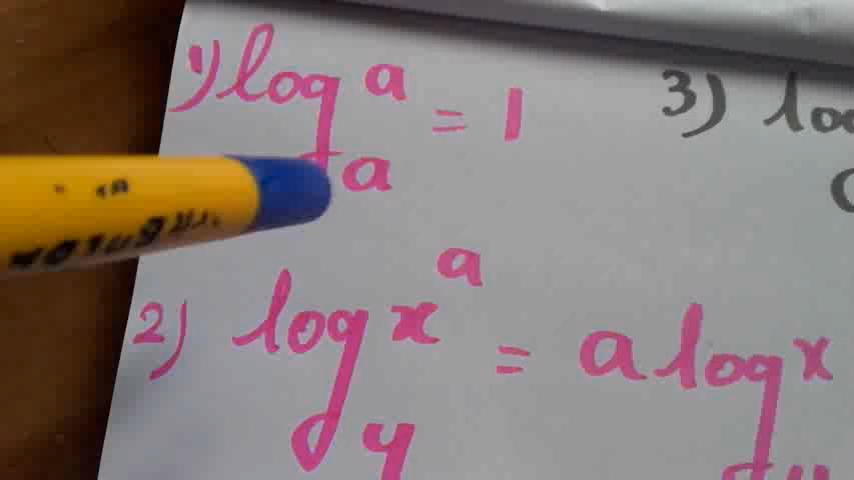 1) log a = 1
a
3) lo
2) log x^a = a log x
y